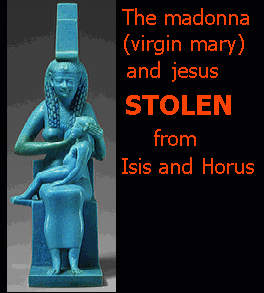 The madonna
(virgin mary)
and jesus
STOLEN
from
Isis and Horus